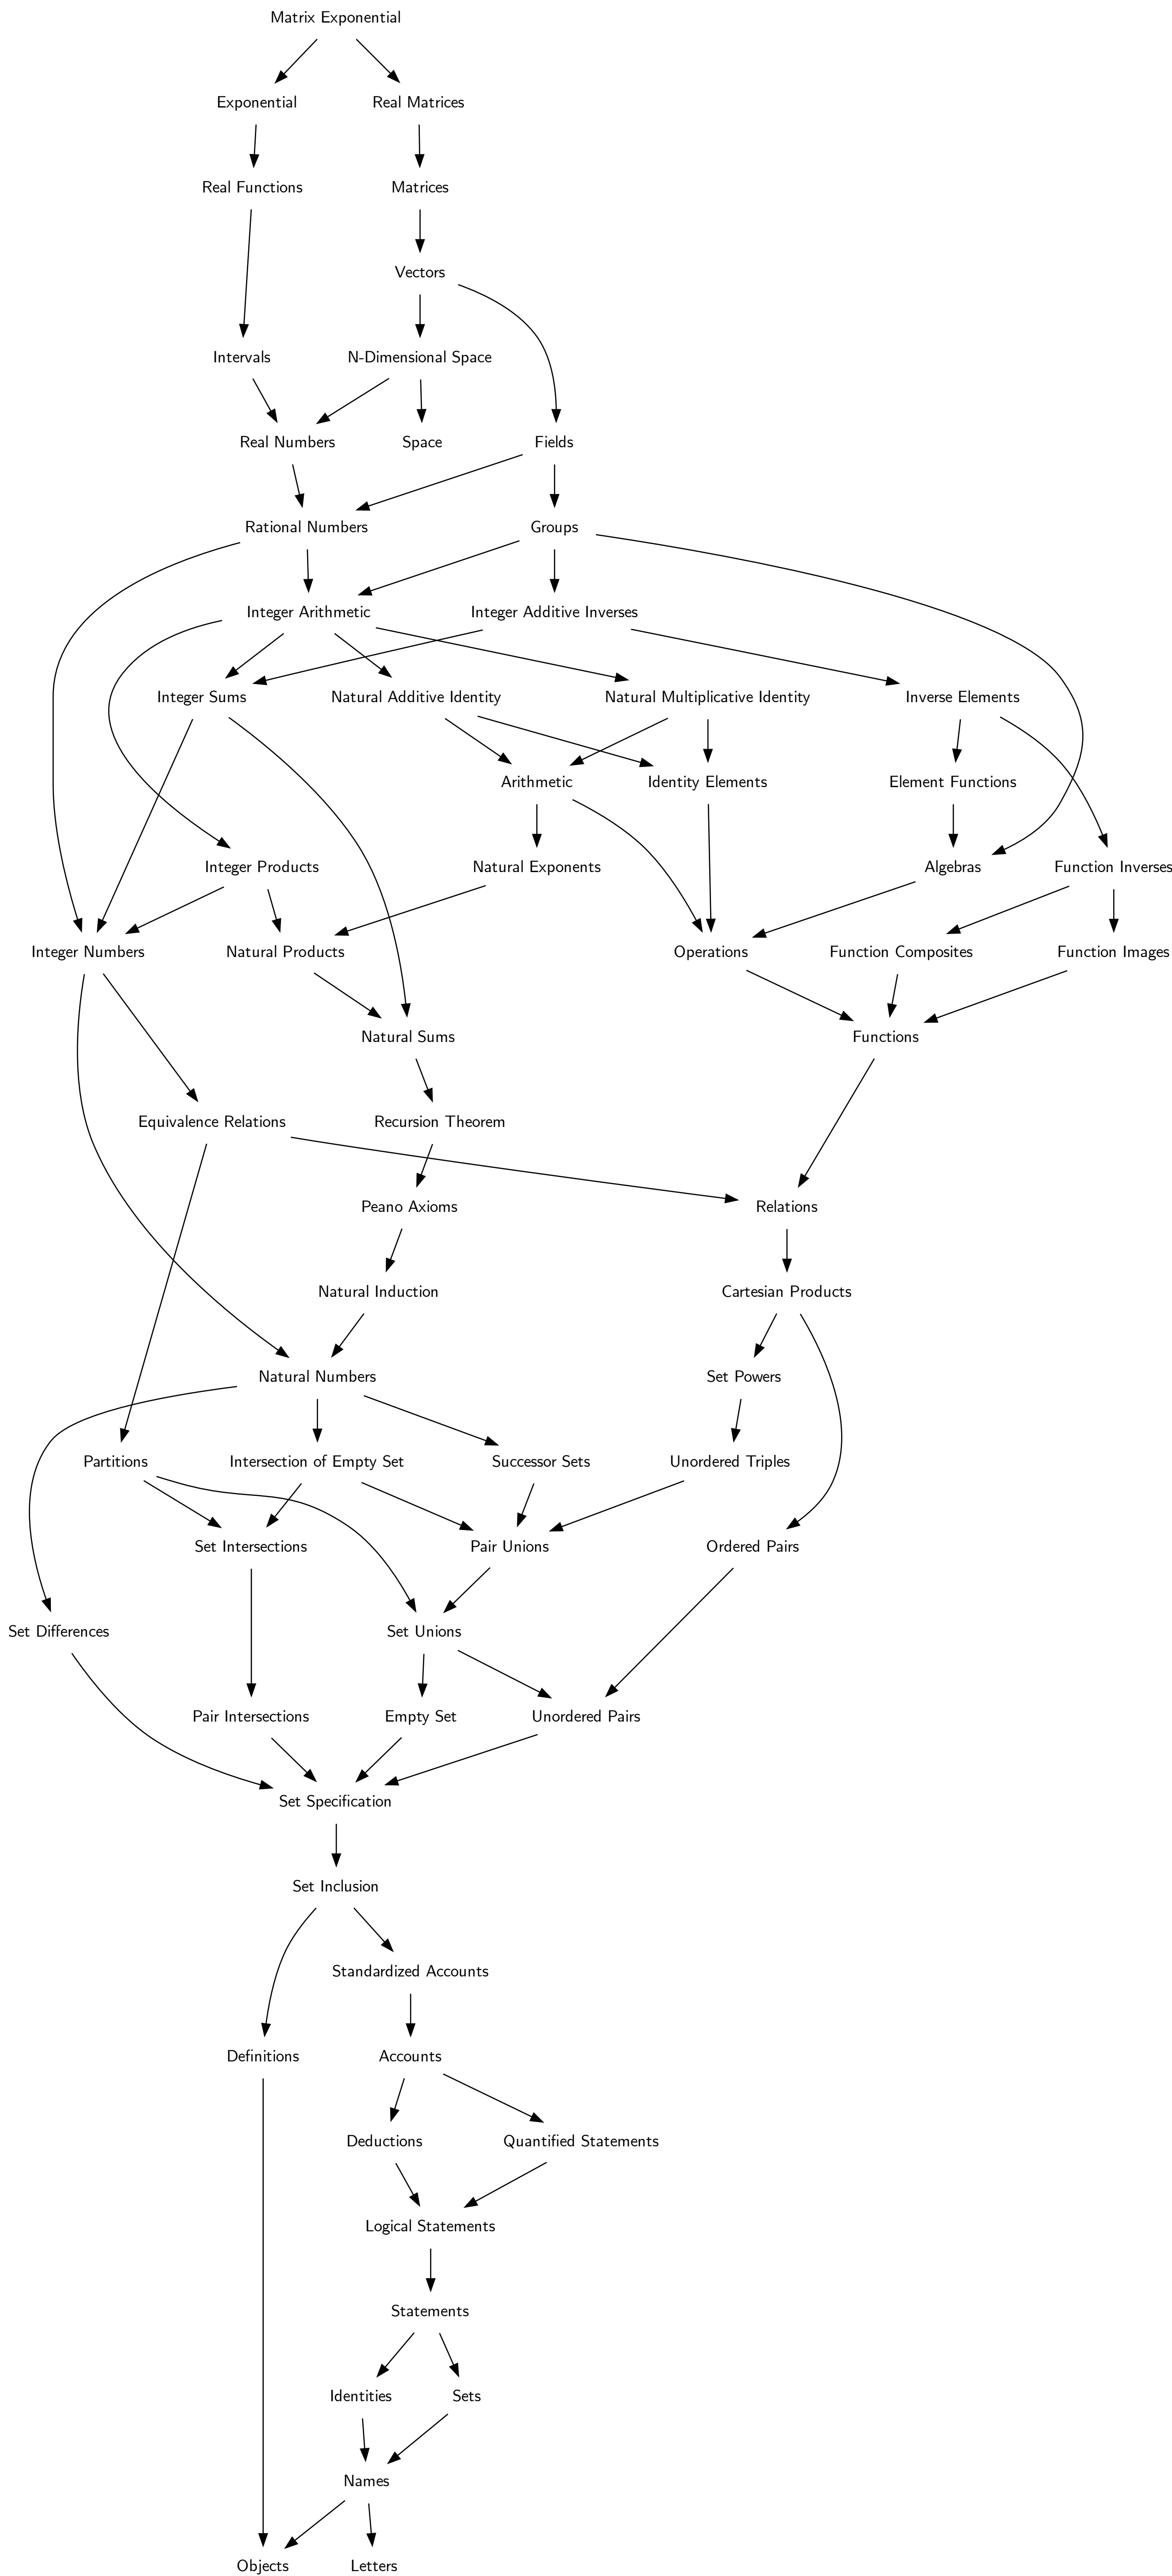 Matrix Exponential
Exponential
Real Matrices
Real Functions
Matrices
Vectors
Intervals
N-Dimensional Space
Real Numbers
Space
Fields
Rational Numbers
Groups
Integer Arithmetic
Integer Additive Inverses
Integer Sums
Natural Additive Identity
Natural Multiplicative Identity
Inverse Elements
Arithmetic
Identity Elements
Element Functions
Integer Products
Natural Exponents
Algebras
Function Inverses
Integer Numbers
Natural Products
Operations
Function Composites
Function Images
Natural Sums
Functions
Equivalence Relations
Recursion Theorem
Peano Axioms
Relations
Natural Induction
Cartesian Products
Natural Numbers
Set Powers
Partitions
Intersection of Empty Set
Successor Sets
Unordered Triples
Set Intersections
Pair Unions
Ordered Pairs
Set Differences
Set Unions
Pair Intersections
Empty Set
Unordered Pairs
Set Specification
Set Inclusion
Standardized Accounts
Definitions
Accounts
Deductions
Quantified Statements
Logical Statements
Statements
Identities
Sets
Names
Objects
Letters